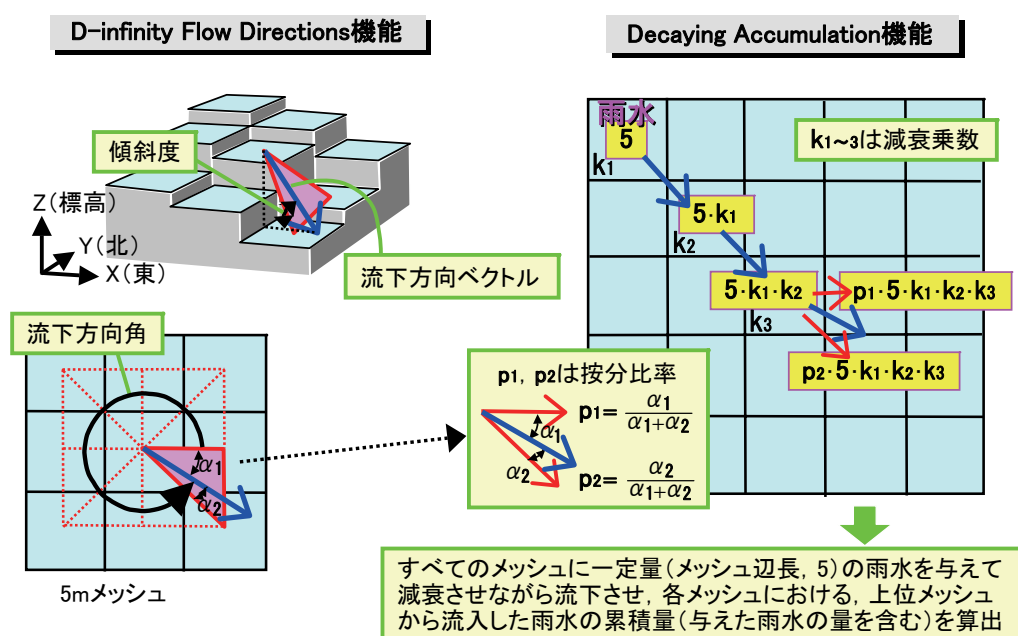 D-infinity Flow Directions機能
Decaying Accumulation機能
傾斜度
Z(標高)
Y(北)
X(東)
流下方向ベクトル
流下方向角
α1
α2
5mメッシュ
雨水
5
k1
k1~3は減衰乗数
5·k1
k2
5·k1·k2
k3
p1·5·k1·k2·k3
p2·5·k1·k2·k3
p1, p2は按分比率
p1= α1/α1+α2
α1
α2
p2= α2/α1+α2
すべてのメッシュに一定量(メッシュ辺長, 5)の雨水を与えて
減衰させながら流下させ, 各メッシュにおける, 上位メッシュ
から流入した雨水の累積量(与えた雨水の量を含む)を算出